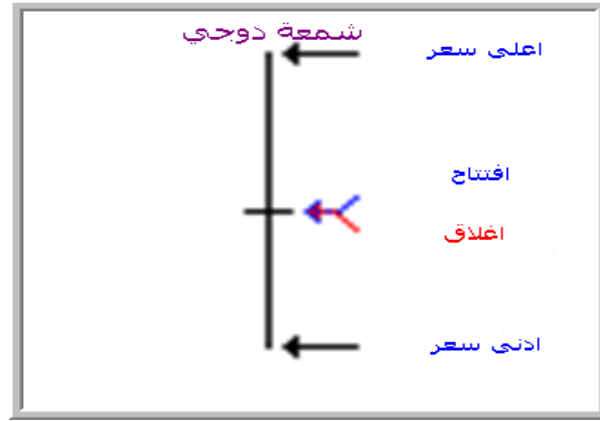 شمعة دوجي
اعلى سعر
افتتاح
اغلاق
ادنى سعر